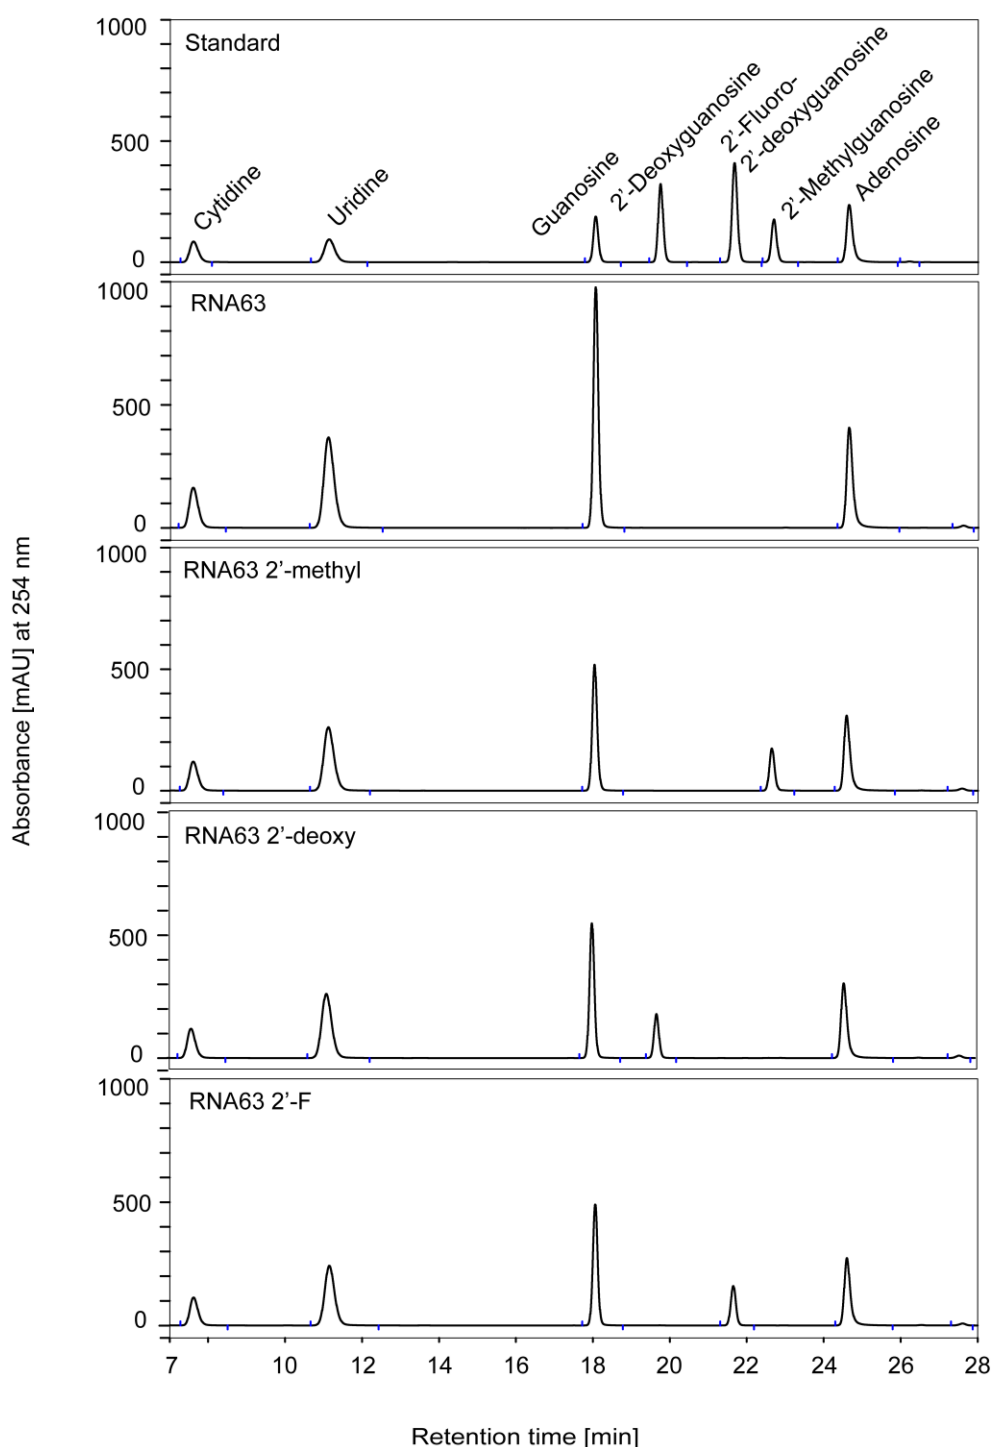 1000
Standard
500
0
Cytidine
Uridine
Guanosine
2’-Deoxyguanosine
2’-Fluoro-
2’-deoxyguanosine
2’-Methylguanosine
Adenosine
1000
RNA63
500
0
1000
RNA63 2’-methyl
500
0
1000
RNA63 2’-deoxy
500
0
1000
RNA63 2’-F
500
0
7 10 12 14 16 18 20 22 24 26 28
Absorbance [mAU] at 254 nm
Retention time [min]